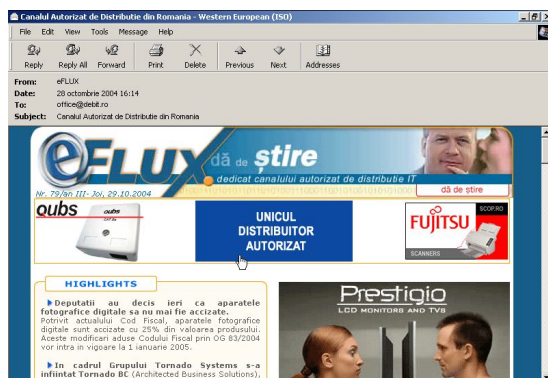 Canalul Autorizat de Distributie din Romania - Western European (ISO)
File Edit View Tools Message Help
Reply Reply All Forward Print Delete Previous Next Addresses
From: eFLUX
Date: 28 octombrie 2004 16:14
To: office@debit.ro
Subject: Canalul Autorizat de Distributie din Romania
eFLUX
dă de știre
dedicat canalului autorizat de distributie IT
Nr. 79/an III- Joi, 29.10.2004
dă de știre
qubs
qubs
UNICUL
DISTRIBUITOR
AUTORIZAT
SCOP.RO
FUJITSU
SCANNERS
HIGHLIGHTS
Deputatii au decis ieri ca aparatele
fotografice digitale sa nu mai fie accizate.
Potrivit actualului Cod Fiscal, aparatele fotografice
digitale sunt accizate cu 25% din valoarea produsului.
Aceste modificari aduse Codului Fiscal prin OG 83/2004
vor intra in vigoare la 1 ianuarie 2005.
In cadrul Grupului Tornado Systems s-a
infiintat Tornado BC (Architected Business Solutions),
Prestigio
LCD MONITORS AND TVs